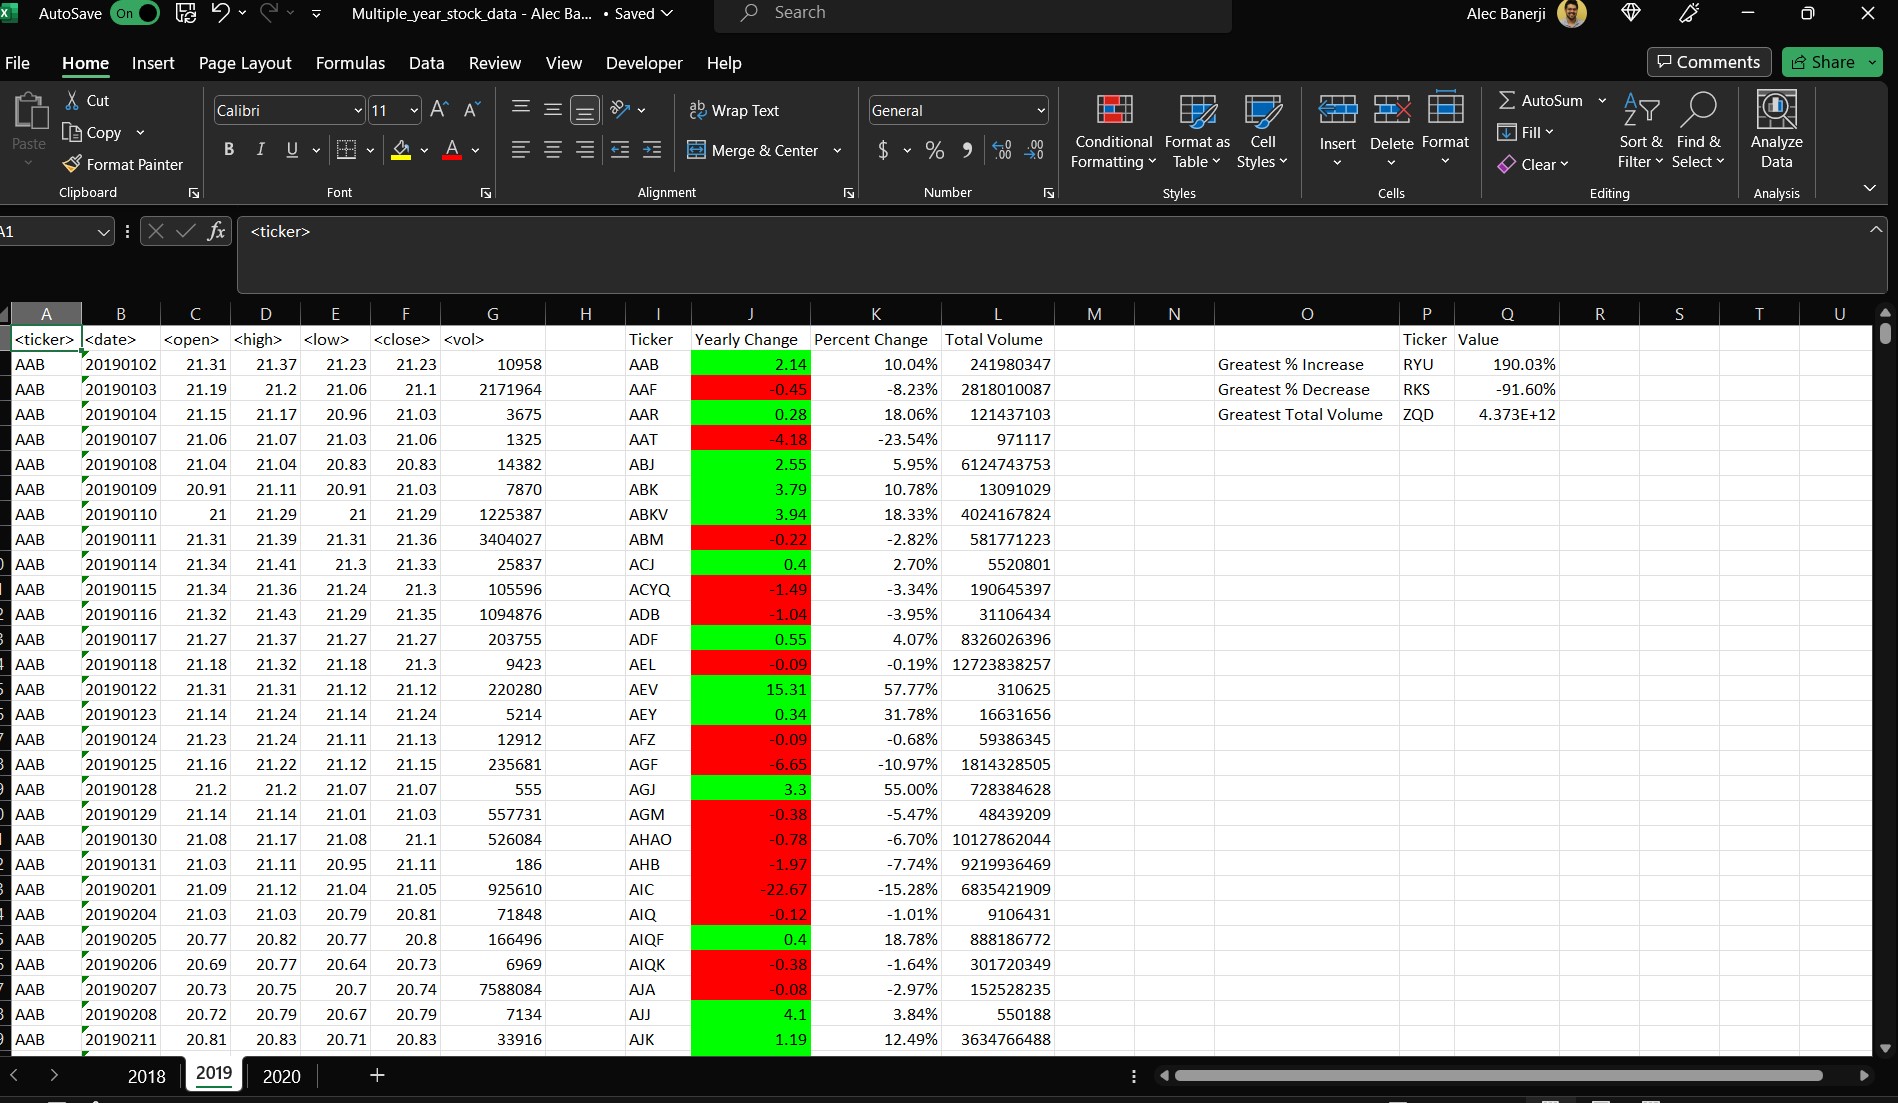 AutoSave On Multiple_year_stock_data - Alec Ba... • Saved Search Alec Banerji
File Home Insert Page Layout Formulas Data Review View Developer Help Comments Share
Paste Cut Copy Format Painter Clipboard
Calibri 11 A A B I U A Font
ab Wrap Text Merge & Center Alignment
General $ % 9 .00 .00 Number
Conditional Formatting Format as Table Cell Styles Styles
Insert Delete Format Cells
AutoSum Fill Clear Sort & Filter Find & Select Editing
Analyze Data Analysis
A1 fx <ticker>
A B C D E F G H I J K L M N O P Q R S T U
<ticker> <date> <open> <high> <low> <close> <vol> Ticker Yearly Change Percent Change Total Volume Ticker Value
AAB 20190102 21.31 21.37 21.23 21.23 10958 AAB 2.14 10.04% 241980347 Greatest % Increase RYU 190.03%
AAB 20190103 21.19 21.2 21.06 21.1 2171964 AAF -0.45 -8.23% 2818010087 Greatest % Decrease RKS -91.60%
AAB 20190104 21.15 21.17 20.96 21.03 3675 AAR 0.28 18.06% 121437103 Greatest Total Volume ZQD 4.373E+12
AAB 20190107 21.06 21.07 21.03 21.06 1325 AAT -4.18 -23.54% 971117
AAB 20190108 21.04 21.04 20.83 20.83 14382 ABJ 2.55 5.95% 6124743753
AAB 20190109 20.91 21.11 20.91 21.03 7870 ABK 3.79 10.78% 13091029
AAB 20190110 21 21.29 21 21.29 1225387 ABKV 3.94 18.33% 4024167824
AAB 20190111 21.31 21.39 21.31 21.36 3404027 ABM -0.22 -2.82% 581771223
AAB 20190114 21.34 21.41 21.3 21.33 25837 ACJ 0.4 2.70% 5520801
AAB 20190115 21.34 21.36 21.24 21.3 105596 ACYQ -1.49 -3.34% 190645397
AAB 20190116 21.32 21.43 21.29 21.35 1094876 ADB -1.04 -3.95% 31106434
AAB 20190117 21.27 21.37 21.27 21.27 203755 ADF 0.55 4.07% 8326026396
AAB 20190118 21.18 21.32 21.18 21.3 9423 AEL -0.09 -0.19% 12723838257
AAB 20190122 21.31 21.31 21.12 21.12 220280 AEV 15.31 57.77% 310625
AAB 20190123 21.14 21.24 21.14 21.24 5214 AEY 0.34 31.78% 16631656
AAB 20190124 21.23 21.24 21.11 21.13 12912 AFZ -0.09 -0.68% 59386345
AAB 20190125 21.16 21.22 21.12 21.15 235681 AGF -6.65 -10.97% 1814328505
AAB 20190128 21.2 21.2 21.07 21.07 555 AGJ 3.3 55.00% 728384628
AAB 20190129 21.14 21.14 21.01 21.03 557731 AGM -0.38 -5.47% 48439209
AAB 20190130 21.08 21.17 21.08 21.1 526084 AHAO -0.78 -6.70% 10127862044
AAB 20190131 21.03 21.11 20.95 21.11 186 AHB -1.97 -7.74% 9219936469
AAB 20190201 21.09 21.12 21.04 21.05 925610 AIC -22.67 -15.28% 6835421909
AAB 20190204 21.03 21.03 20.79 20.81 71848 AIQ -0.12 -1.01% 9106431
AAB 20190205 20.77 20.82 20.77 20.8 166496 AIQF 0.4 18.78% 888186772
AAB 20190206 20.69 20.77 20.64 20.73 6969 AIQK -0.38 -1.64% 301720349
AAB 20190207 20.73 20.75 20.7 20.74 7588084 AJA -0.08 -2.97% 152528235
AAB 20190208 20.72 20.79 20.67 20.79 7134 AJJ 4.1 3.84% 550188
AAB 20190211 20.81 20.83 20.71 20.83 33916 AJK 1.19 12.49% 3634766488
2018 2019 2020